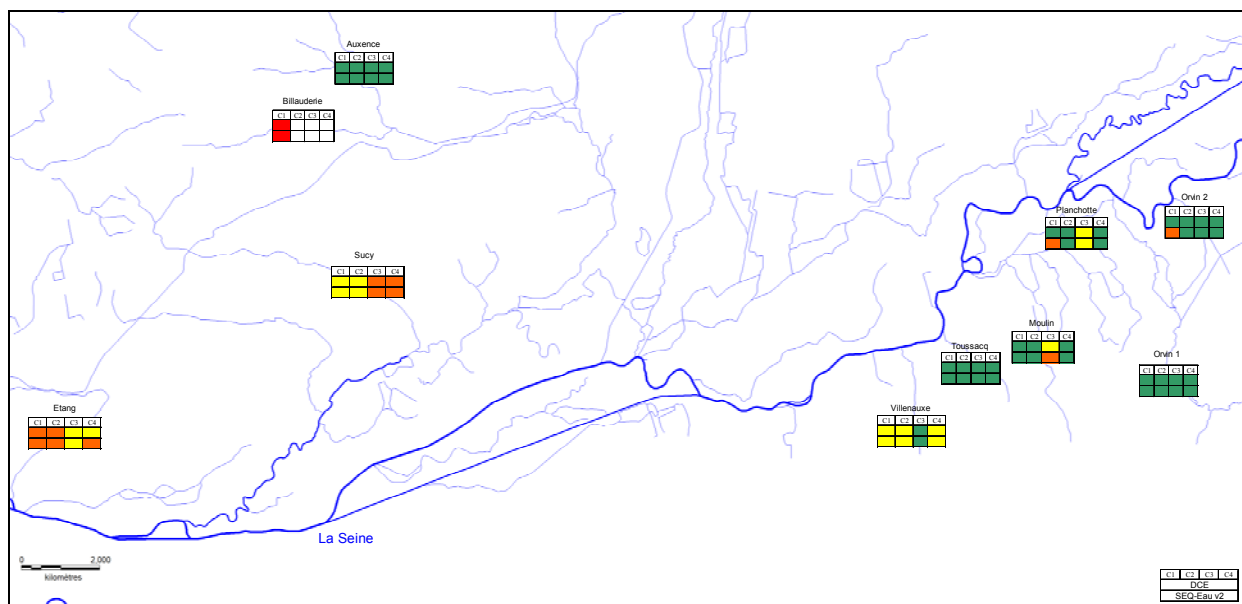 Auxence
C1 C2 C3 C4
Billauderie
C1 C2 C3 C4
Orvin 2
C1 C2 C3 C4
Planchotte
C1 C2 C3 C4
Sucy
C1 C2 C3 C4
Moulin
C1 C2 C3 C4
Toussacq
C1 C2 C3 C4
Orvin 1
C1 C2 C3 C4
Etang
C1 C2 C3 C4
Villenauxe
C1 C2 C3 C4
La Seine
0 2,000
kilomètres
C1 C2 C3 C4
DCE
SEQ-Eau v2